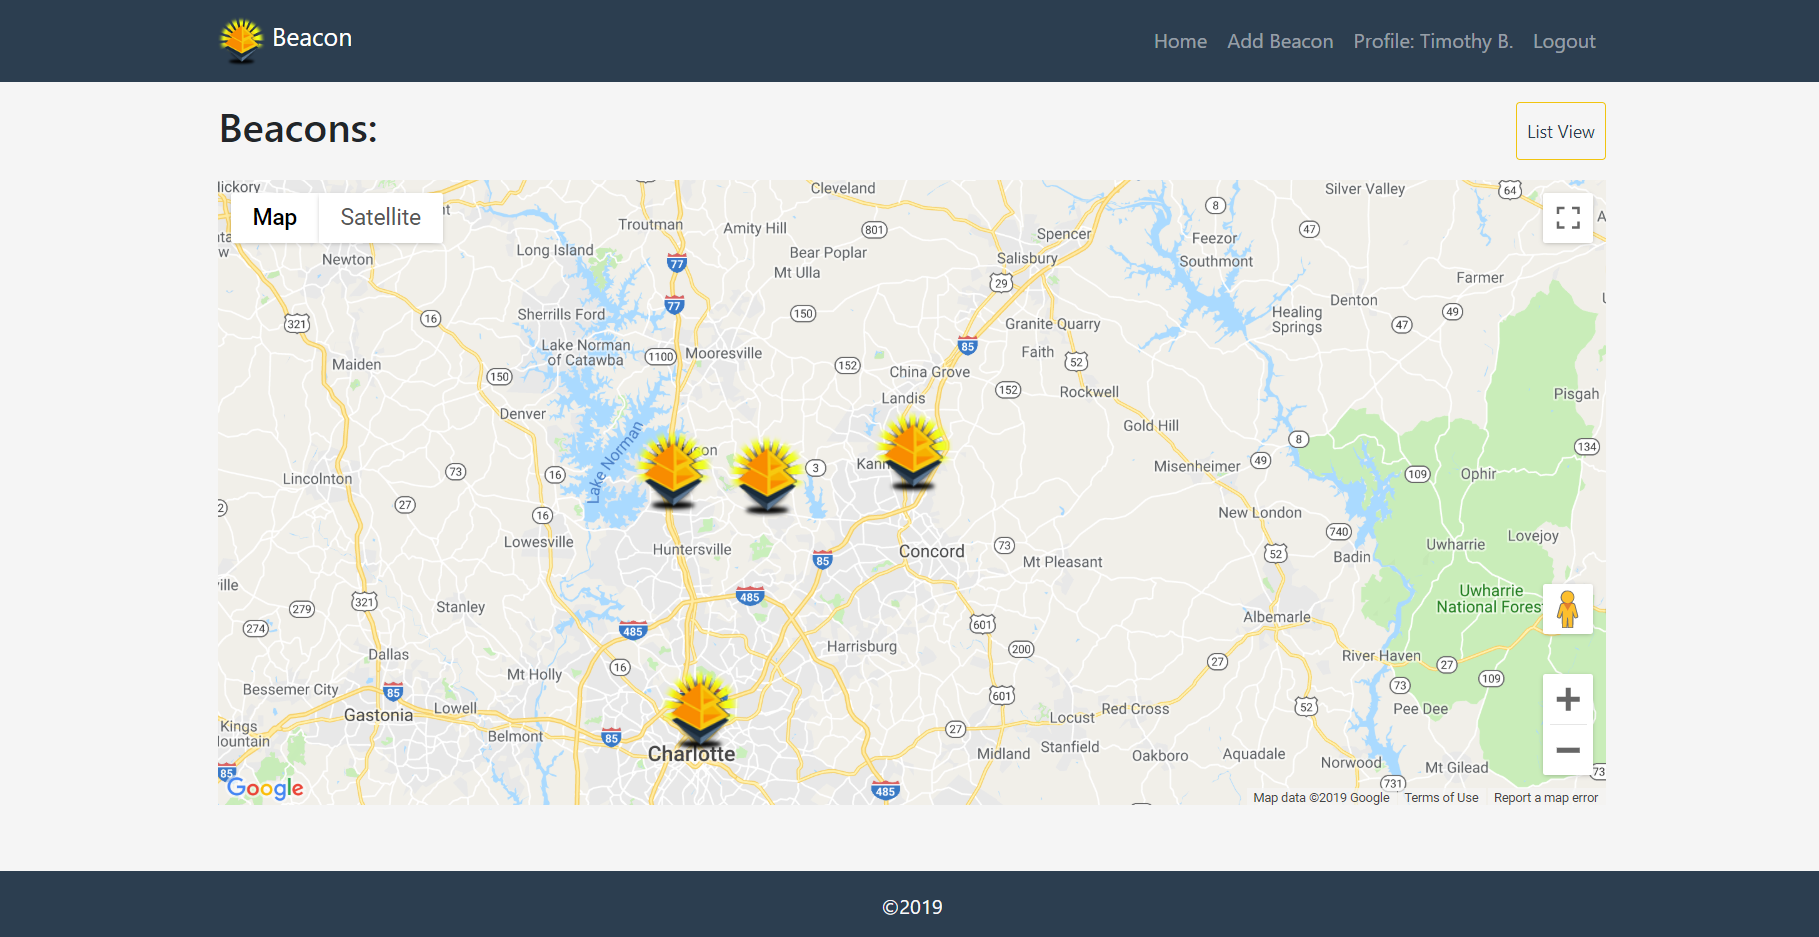 Beacon
Home Add Beacon Profile: Timothy B. Logout
Beacons:
List View
Map Satellite
Cleveland
Silver Valley
64
Troutman
Amity Hill
801
Spencer
8
Feezor
47
Long Island
Bear Poplar
Newton
77
Mt Ulla
Salisbury
Southmont
Farmer
29
Denton
77
Sherrills Ford
150
Granite Quarry
Healing
Springs
47
49
321
16
Lake Norman
of Catawba
1100
Mooresville
85
Faith
52
Maiden
150
152
China Grove
152
Rockwell
Landis
Pisgah
Denver
Gold Hill
8
134
Lake Norman
73
16
3
Misenheimer
49
109
Ophir
Lincolnton
27
16
New London
740
Lovejoy
Lowesville
Huntersville
Concord
73
52
Badin
Uwharrie
85
Mt Pleasant
485
Uwharrie
National Fores
279
321
Stanley
274
485
601
Albemarle
Harrisburg
200
Dallas
16
27
River Haven
27
Mt Holly
Bessemer City
85
Gastonia
Lowell
601
73
109
52
Pee Dee
Kings
Belmont
85
27
Locust
Red Cross
Charlotte
Midland
Stanfield
Oakboro
Aquadale
Norwood
Mt Gilead
85
73
Google
485
731
Map data ©2019 Google Terms of Use Report a map error
©2019